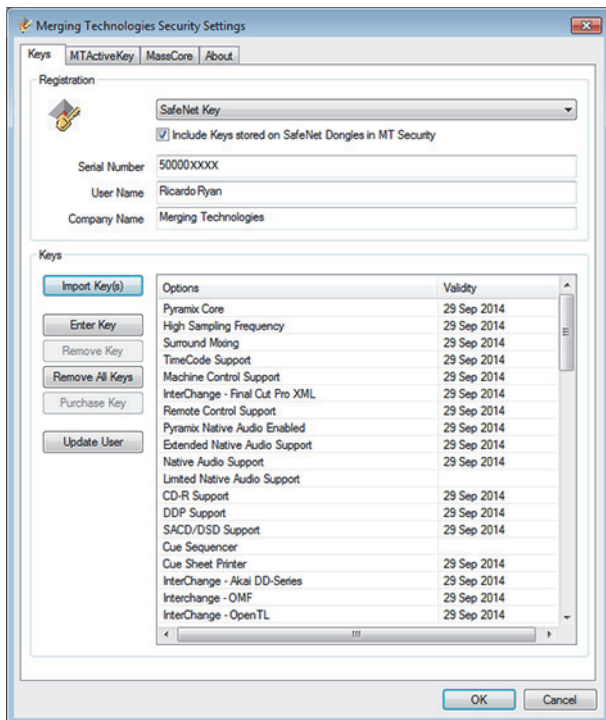 Merging Technologies Security Settings
Keys MTActiveKey MassCore About
Registration
SafeNet Key
Include Keys stored on SafeNet Dongles in MT Security
Serial Number 50000XXXX
User Name Ricardo Ryan
Company Name Merging Technologies
Keys
Import Key(s)
Enter Key
Remove Key
Remove All Keys
Purchase Key
Update User
Options Validity
Pyramix Core 29 Sep 2014
High Sampling Frequency 29 Sep 2014
Surround Mixing 29 Sep 2014
TimeCode Support 29 Sep 2014
Machine Control Support 29 Sep 2014
InterChange - Final Cut Pro XML 29 Sep 2014
Remote Control Support 29 Sep 2014
Pyramix Native Audio Enabled 29 Sep 2014
Extended Native Audio Support 29 Sep 2014
Native Audio Support 29 Sep 2014
Limited Native Audio Support
CD-R Support 29 Sep 2014
DDP Support 29 Sep 2014
SACD/DSD Support 29 Sep 2014
Cue Sequencer
Cue Sheet Printer 29 Sep 2014
InterChange - Akai DD-Series 29 Sep 2014
Interchange - OMF 29 Sep 2014
InterChange - OpenTL 29 Sep 2014
OK Cancel